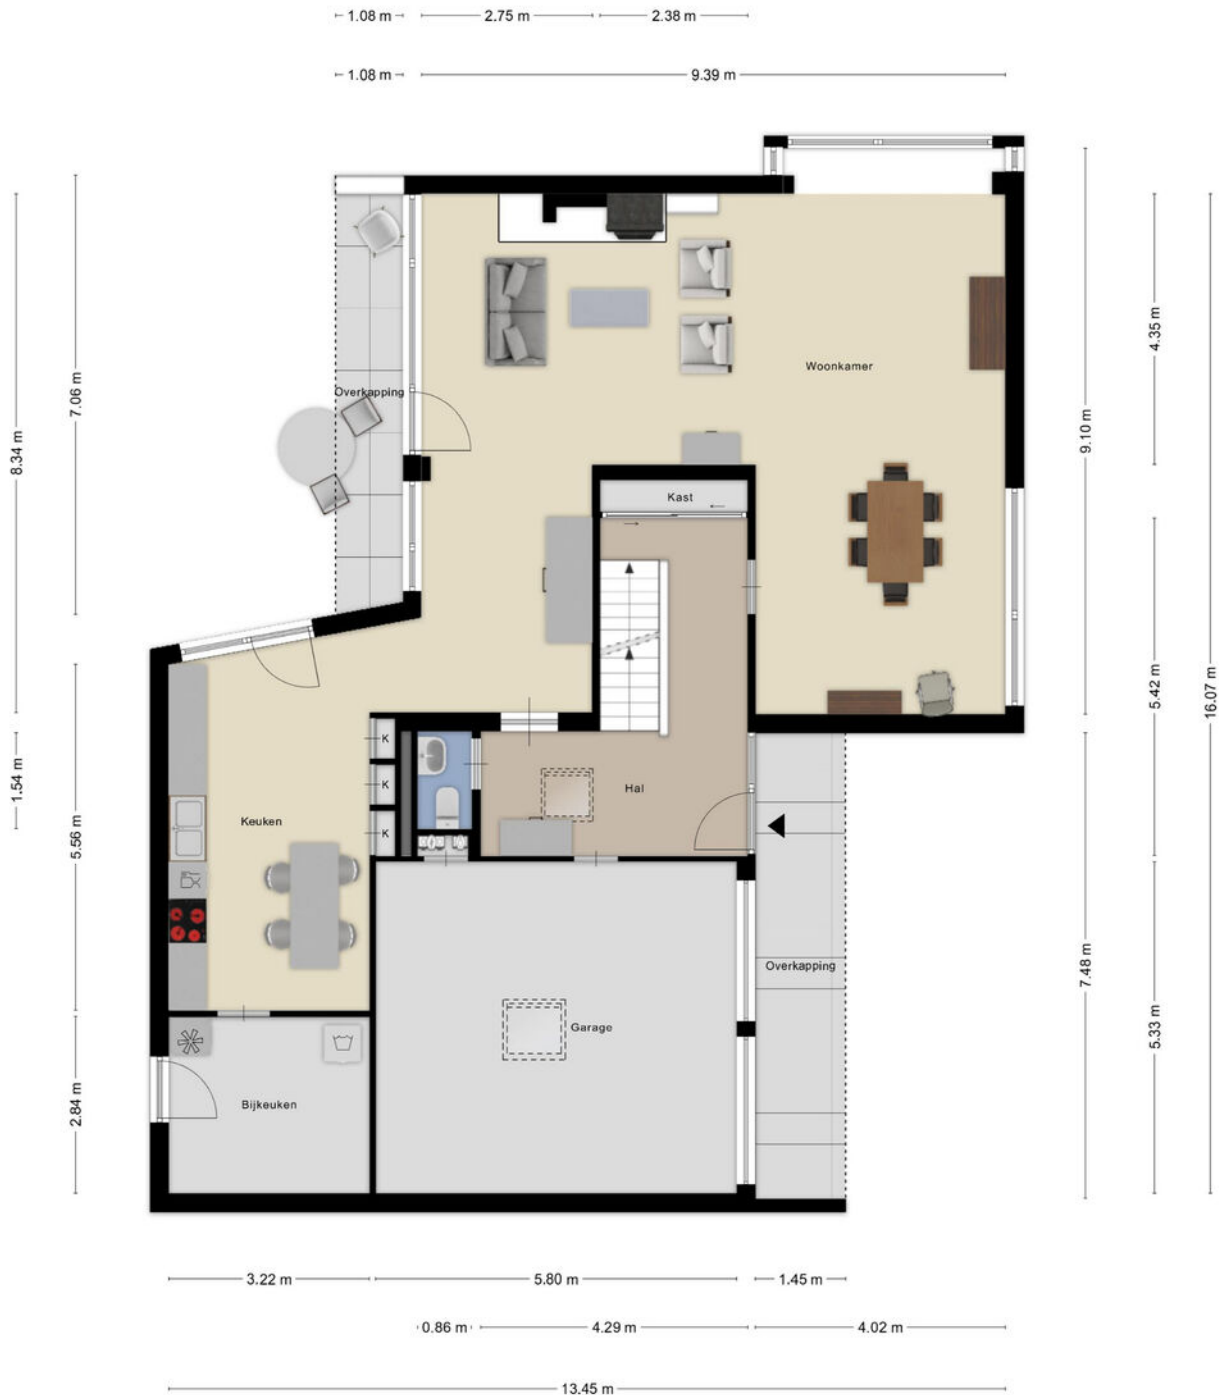 1.08 m 2.75 m 2.38 m
1.08 m 9.39 m
Woonkamer
Overkapping
Kast
Hal
Keuken
K
K
K
Overkapping
Garage
Bijkeuken
8.34 m
1.54 m
7.06 m
5.56 m
2.84 m
9.10 m
7.48 m
4.35 m
5.42 m
5.33 m
16.07 m
3.22 m 5.80 m 1.45 m
0.86 m 4.29 m 4.02 m
13.45 m